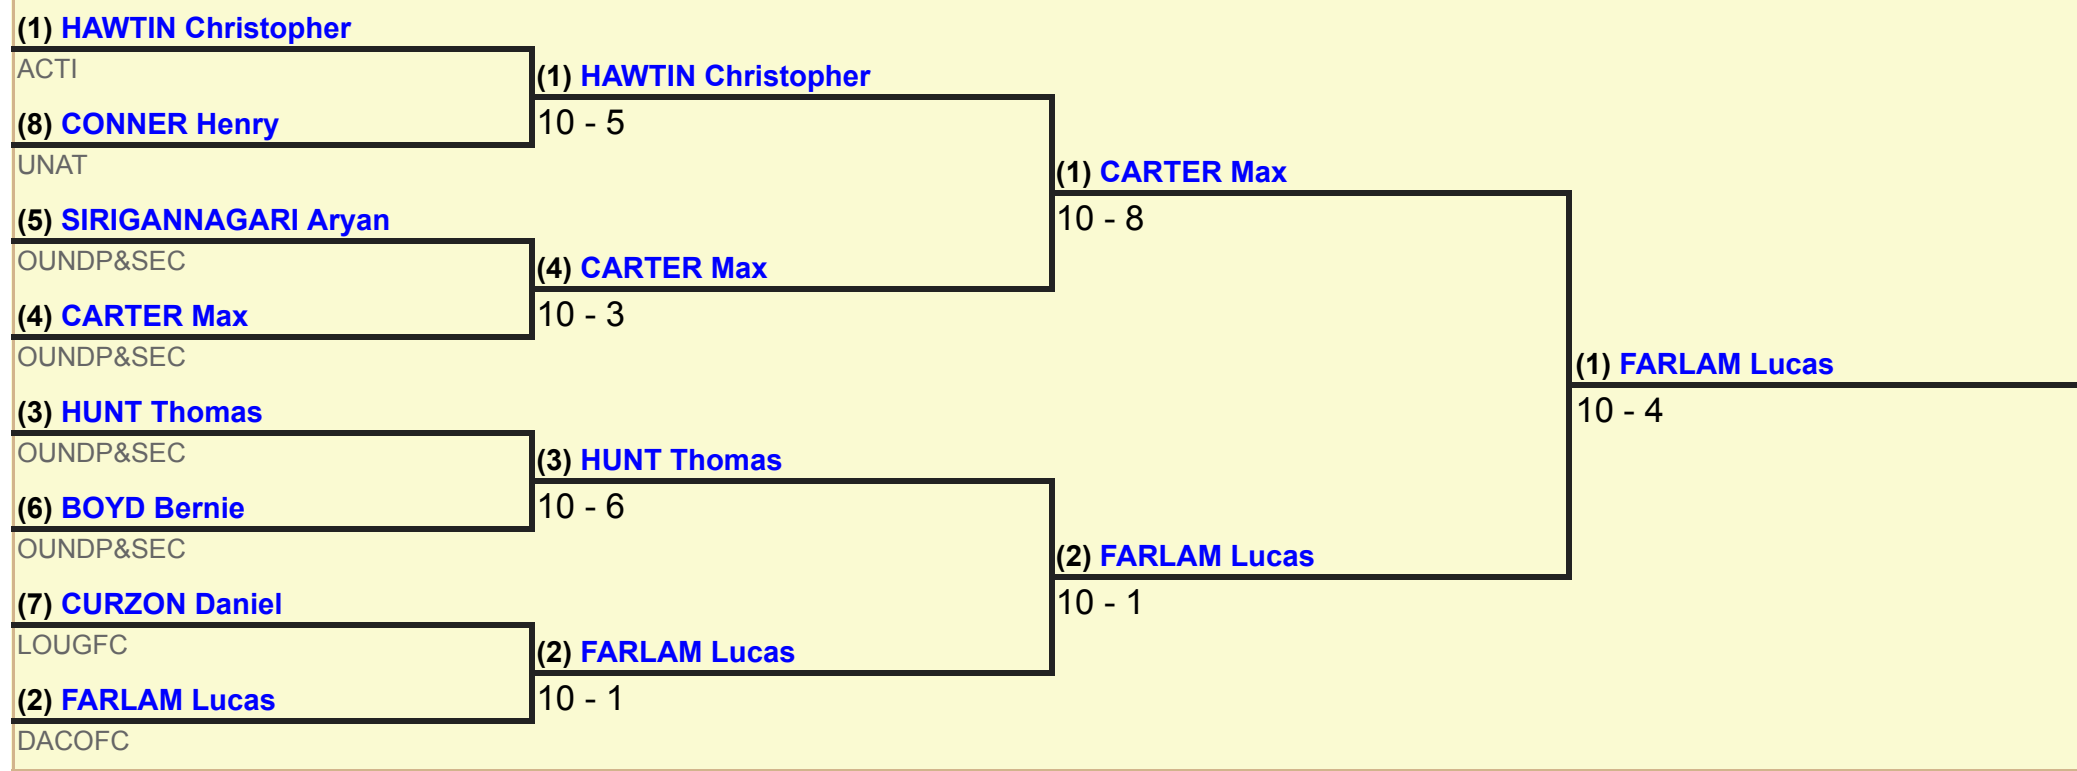 (1) HAWTIN Christopher
ACTI
(8) CONNER Henry
UNAT
(5) SIRIGANNAGARI Aryan
OUNDP&SEC
(4) CARTER Max
OUNDP&SEC
(3) HUNT Thomas
OUNDP&SEC
(6) BOYD Bernie
OUNDP&SEC
(7) CURZON Daniel
LOUGFC
(2) FARLAM Lucas
DACOFC
(1) HAWTIN Christopher
10 - 5
(4) CARTER Max
10 - 3
(3) HUNT Thomas
10 - 6
(2) FARLAM Lucas
10 - 1
(1) CARTER Max
10 - 8
(2) FARLAM Lucas
10 - 1
(1) FARLAM Lucas
10 - 4